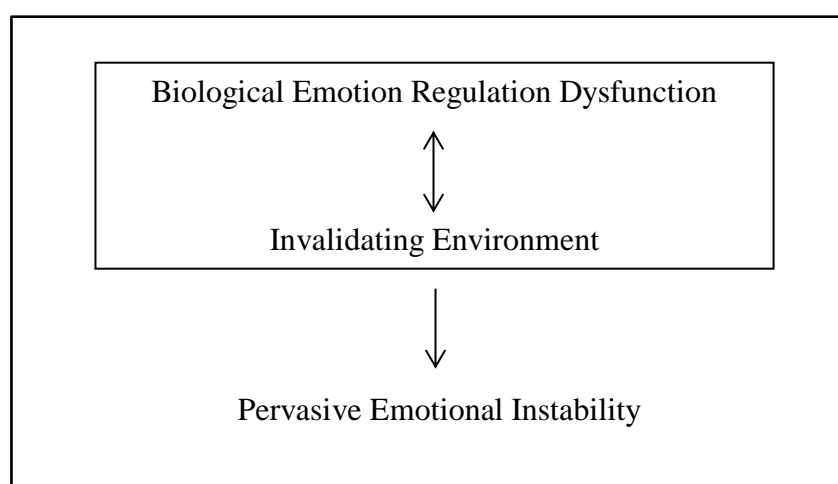 Biological Emotion Regulation Dysfunction
Invalidating Environment
Pervasive Emotional Instability